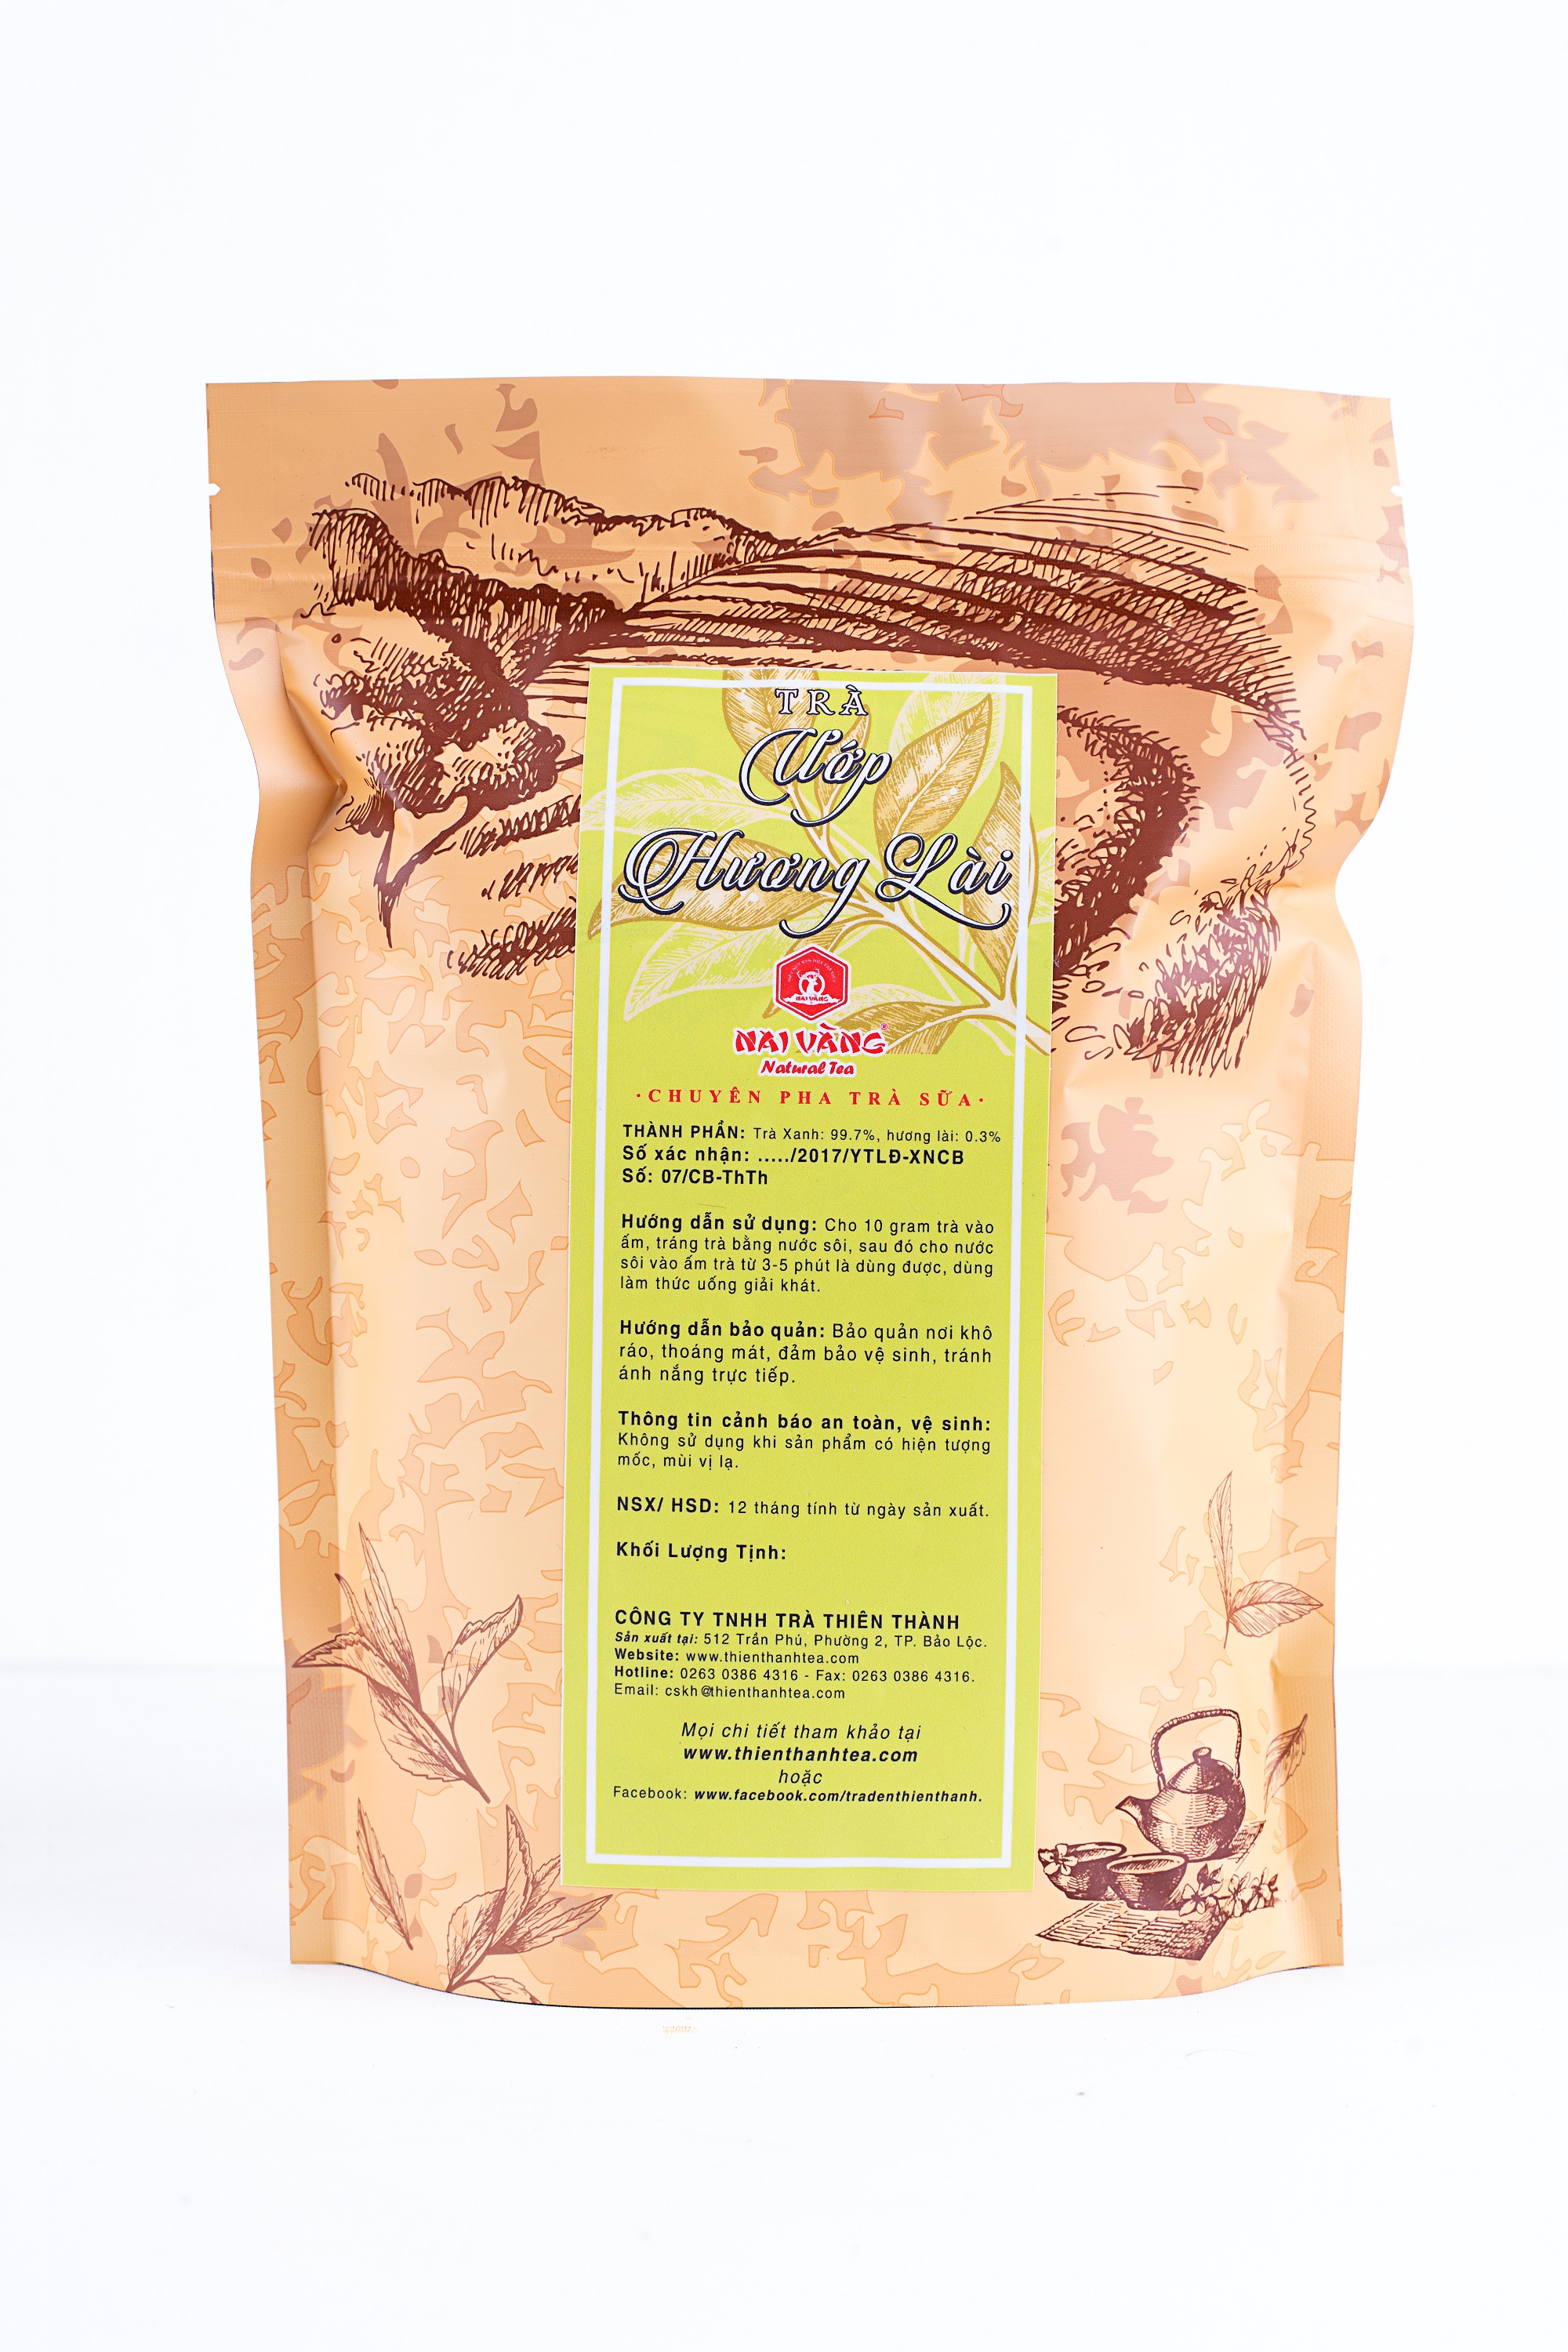 TRÀ
Ướp
Hương Lài
NAI VÀNG
NAI VÀNG®
Natural Tea
·CHUYÊN PHA TRÀ SỮA·
THÀNH PHẦN: Trà Xanh: 99.7%, hương lài: 0.3%
Số xác nhận: ...../2017/YTLĐ-XNCB
Số: 07/CB-ThTh
Hướng dẫn sử dụng: Cho 10 gram trà vào
ấm, tráng trà bằng nước sôi, sau đó cho nước
sôi vào ấm trà từ 3-5 phút là dùng được, dùng
làm thức uống giải khát.
Hướng dẫn bảo quản: Bảo quản nơi khô
ráo, thoáng mát, đảm bảo vệ sinh, tránh
ánh nắng trực tiếp.
Thông tin cảnh báo an toàn, vệ sinh:
Không sử dụng khi sản phẩm có hiện tượng
mốc, mùi vị lạ.
NSX/ HSD: 12 tháng tính từ ngày sản xuất.
Khối Lượng Tịnh:
CÔNG TY TNHH TRÀ THIÊN THÀNH
Sản xuất tại: 512 Trần Phú, Phường 2, TP. Bảo Lộc.
Website: www.thienthanhtea.com
Hotline: 0263 0386 4316 - Fax: 0263 0386 4316.
Email: cskh@thienthanhtea.com
Mọi chi tiết tham khảo tại
www.thienthanhtea.com
hoặc
Facebook: www.facebook.com/tradenthienthanh.